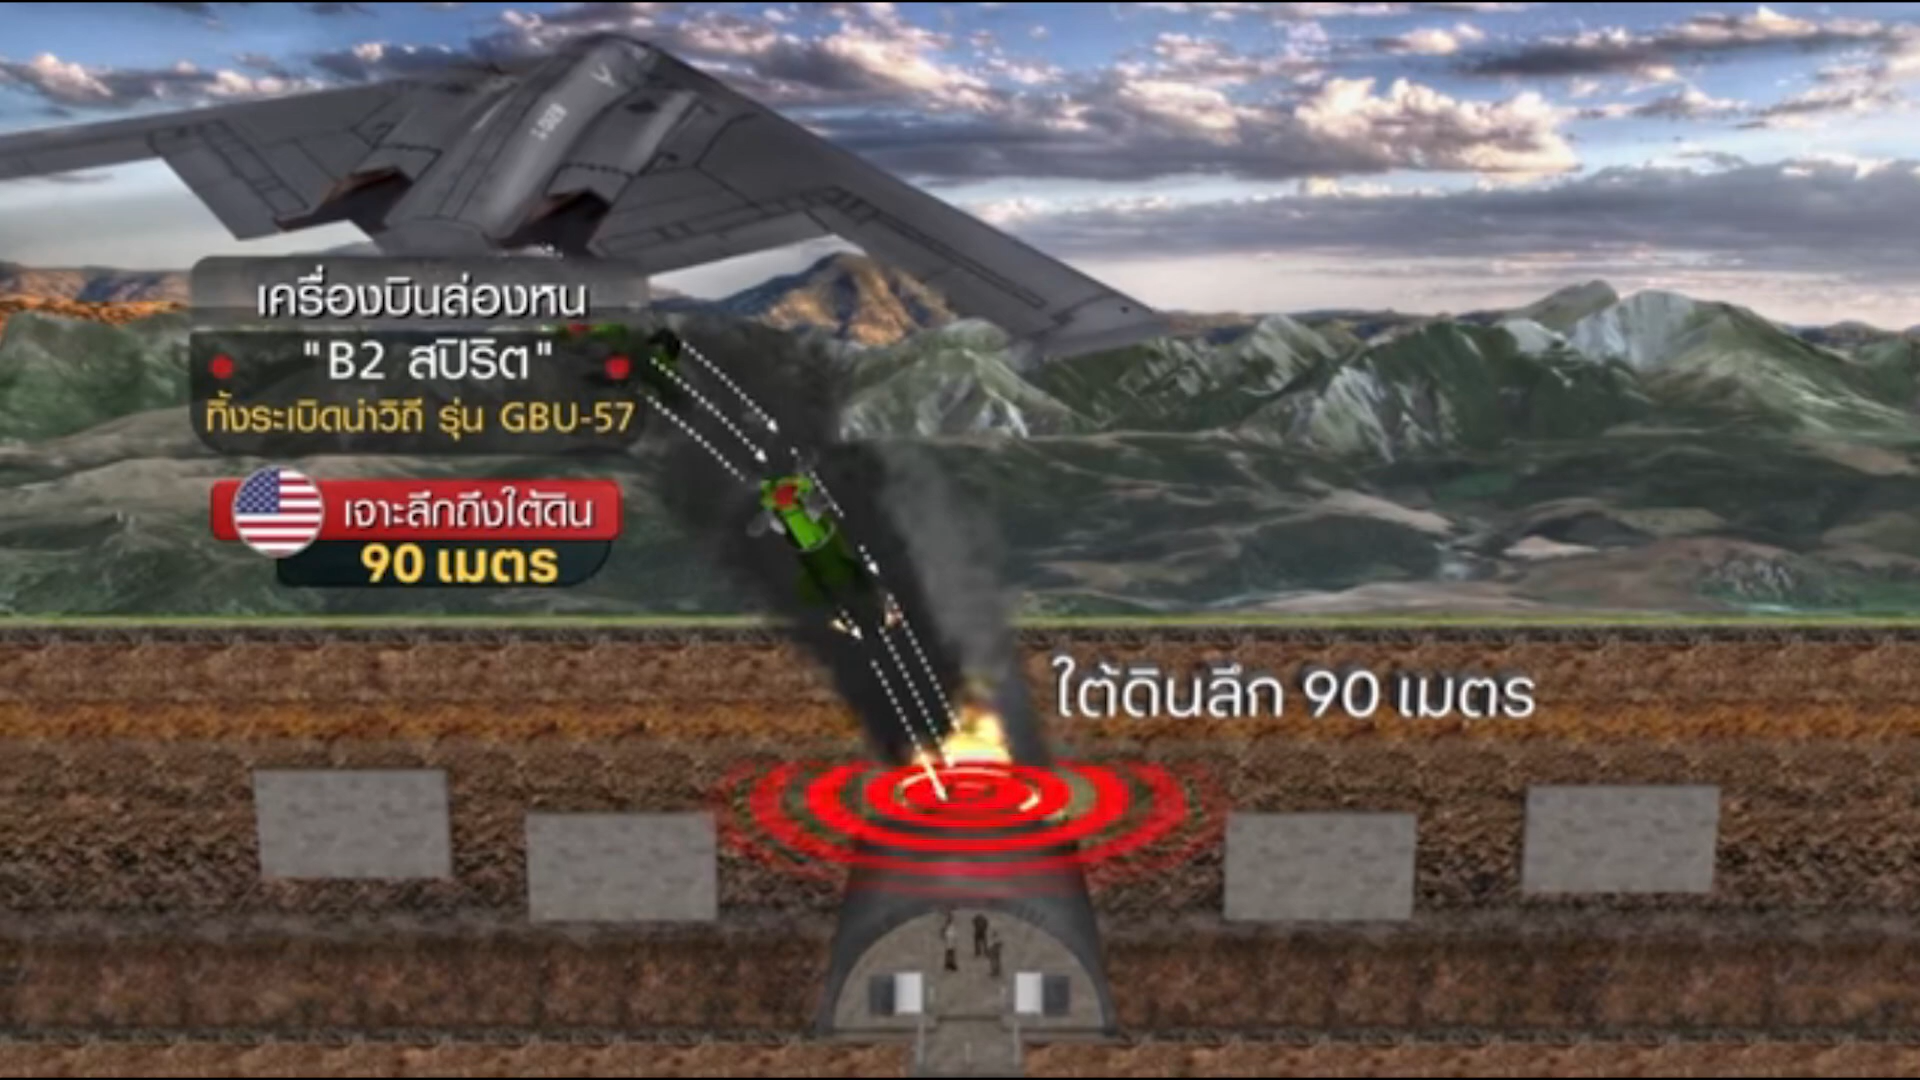 เครื่องบินล่องหน
"B2 สปิริต"
ทิ้งระเบิดนำวิถี รุ่น GBU-57
เจาะลึกถึงใต้ดิน
90 เมตร
ใต้ดินลึก 90 เมตร